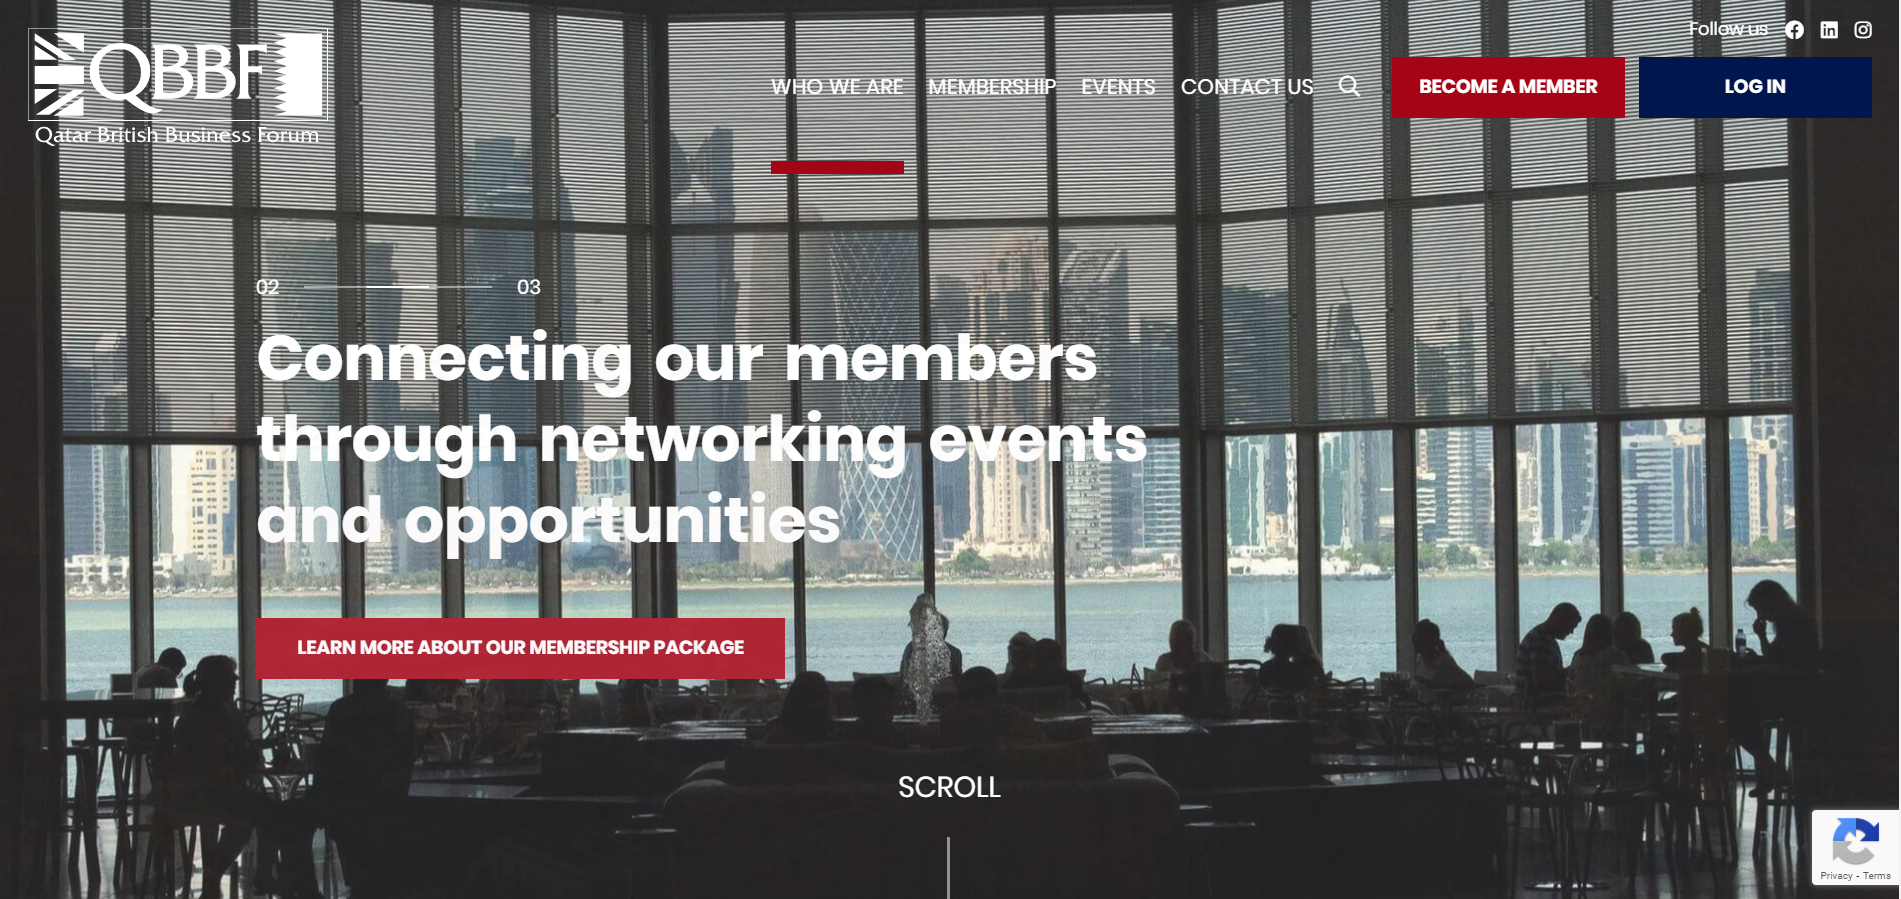 Follow us
QBBF
Qatar British Business Forum
WHO WE ARE MEMBERSHIP EVENTS CONTACT US BECOME A MEMBER LOG IN
02 03
Connecting our members
through networking events
and opportunities
LEARN MORE ABOUT OUR MEMBERSHIP PACKAGE
SCROLL
Privacy - Terms